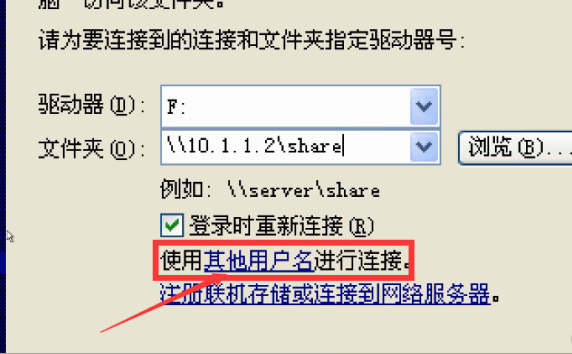 脑"访问该文件夹。
请为要连接到的连接和文件夹指定驱动器号:
驱动器(D): F:
文件夹(O): \\10.1.1.2\share 浏览(B)...
例如: \\server\share
登录时重新连接(R)
使用其他用户名进行连接。
注册联机存储或连接到网络服务器。